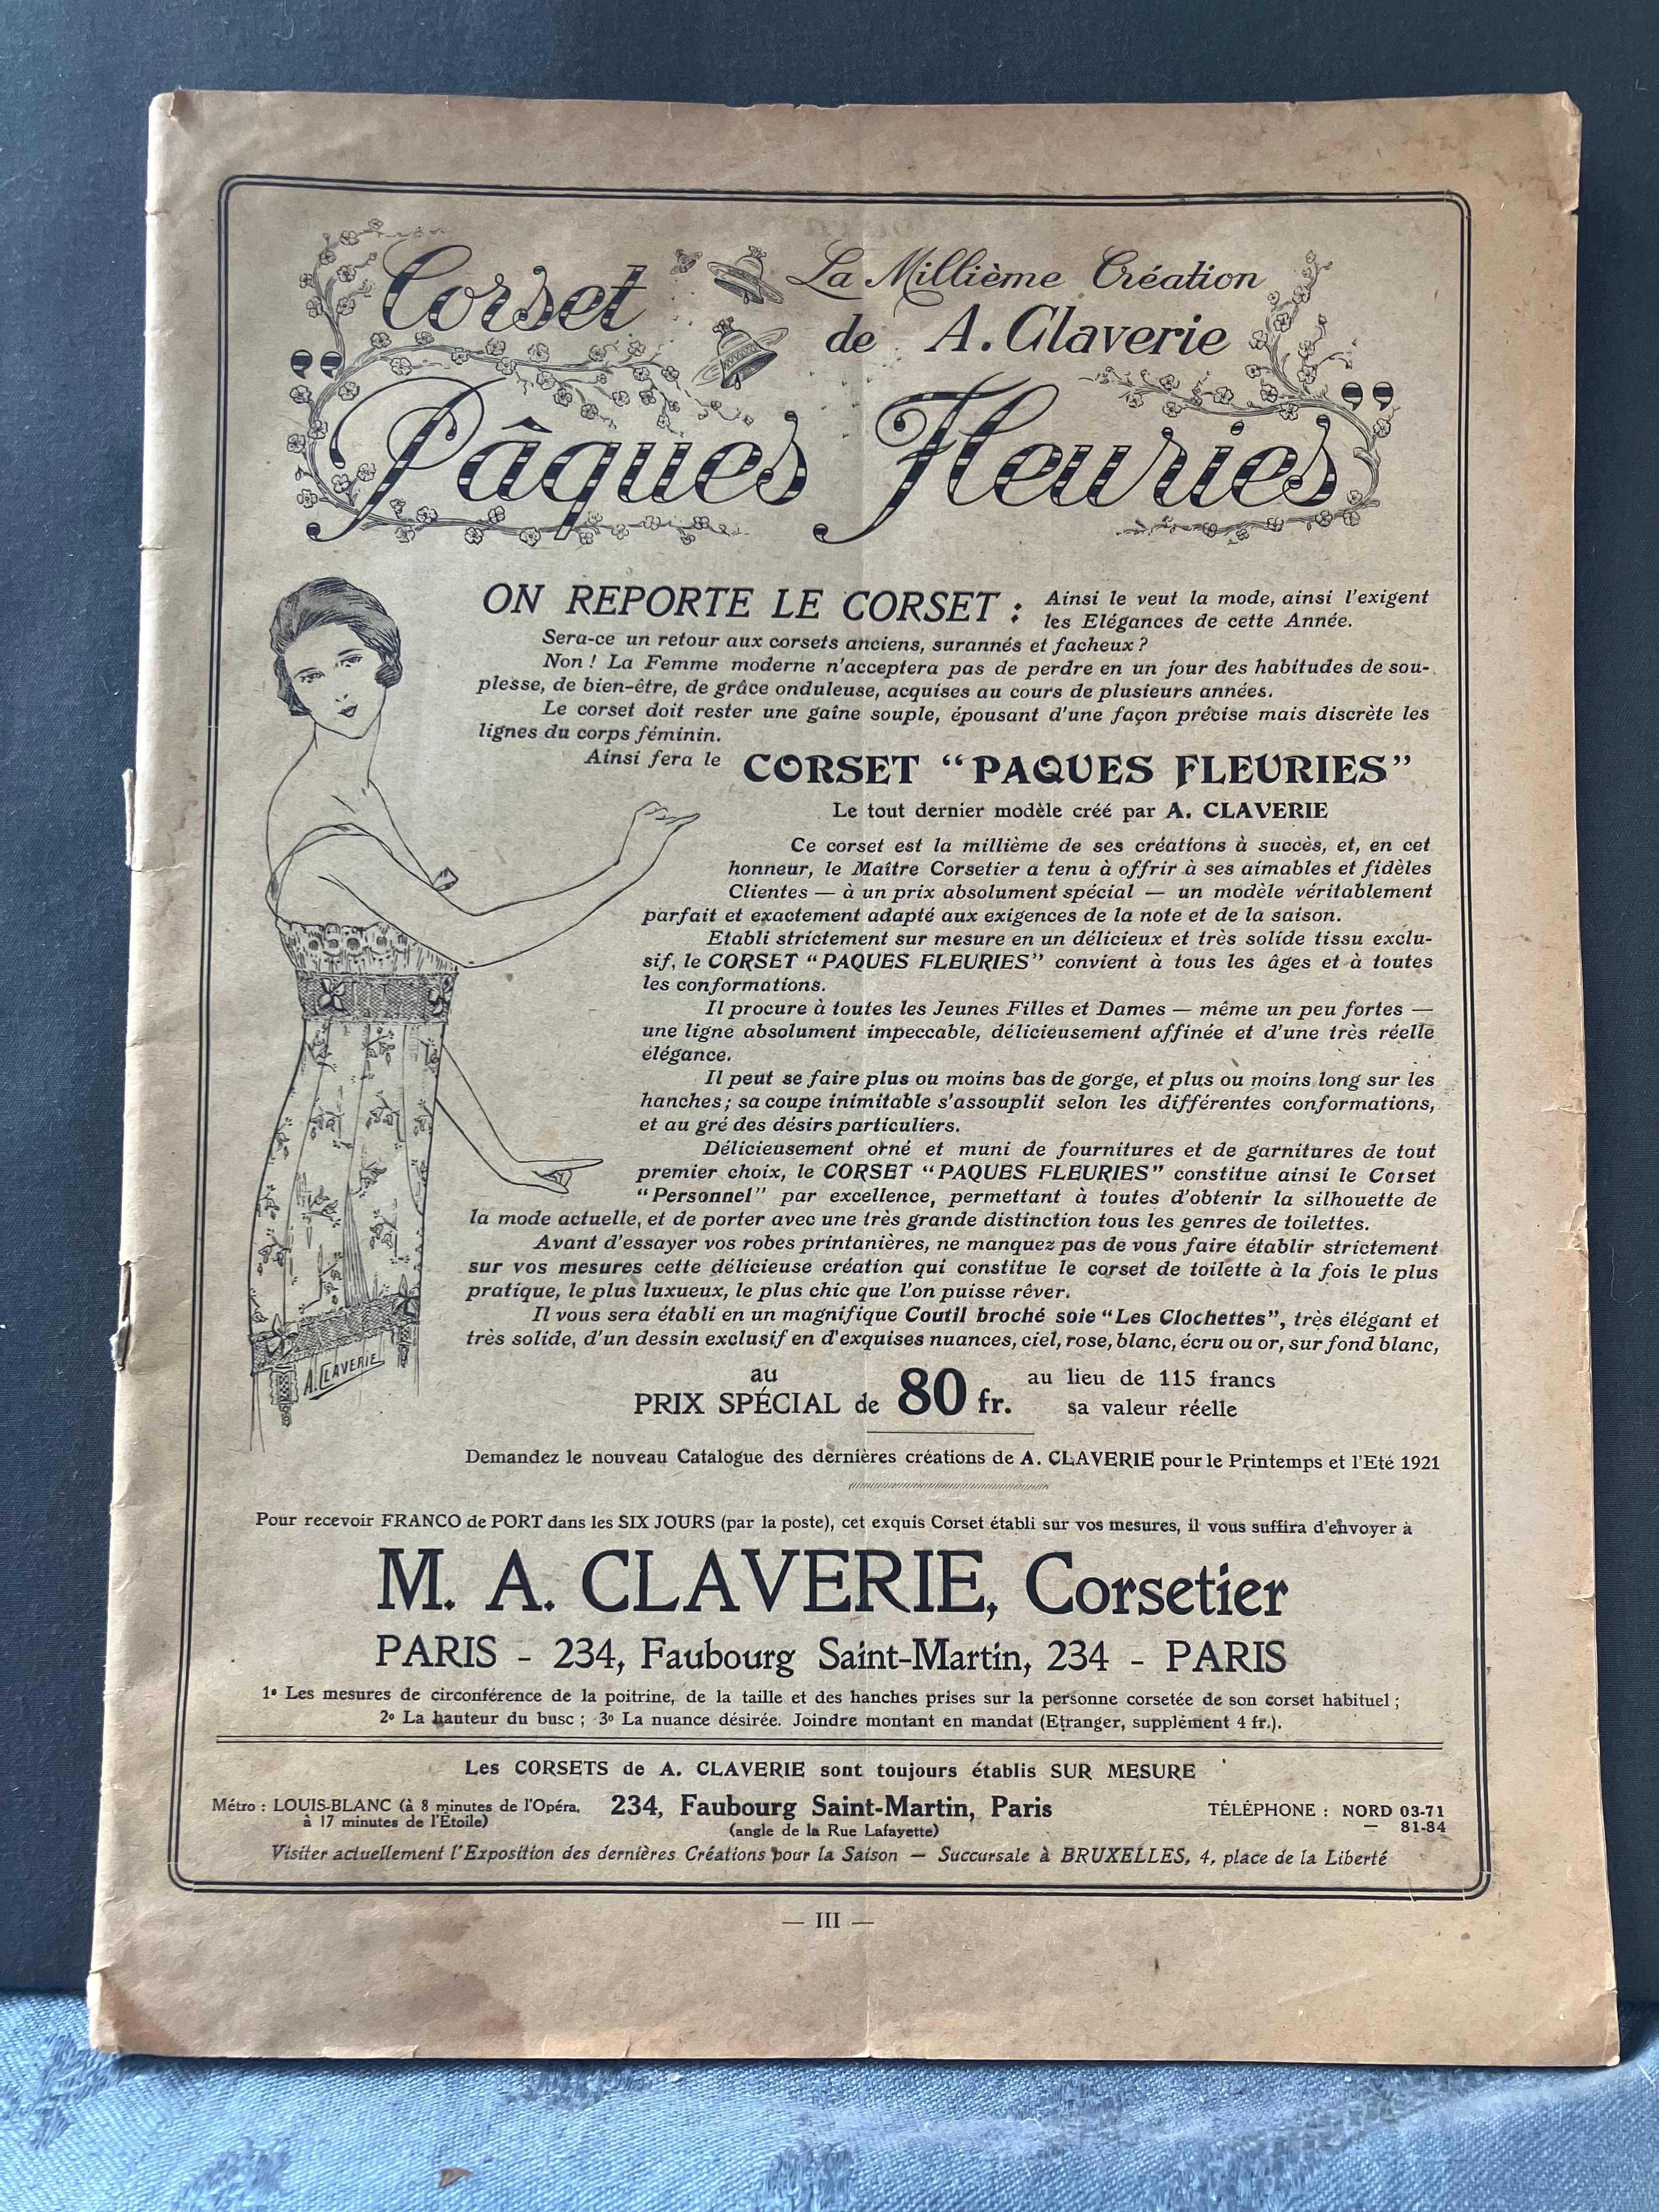 Corset
La Millième Création
de A. Claverie
" Pâques Fleuries "
ON REPORTE LE CORSET : Ainsi le veut la mode, ainsi l'exigent
les Elégances de cette Année.
Sera-ce un retour aux corsets anciens, surannés et facheux ?
Non ! La Femme moderne n'acceptera pas de perdre en un jour des habitudes de sou-
plesse, de bien-être, de grâce onduleuse, acquises au cours de plusieurs années.
Le corset doit rester une gaîne souple, épousant d'une façon précise mais discrète les
lignes du corps féminin.
Ainsi fera le CORSET "PAQUES FLEURIES"
Le tout dernier modèle créé par A. CLAVERIE
Ce corset est la millième de ses créations à succès, et, en cet
honneur, le Maître Corsetier a tenu à offrir à ses aimables et fidèles
Clientes — à un prix absolument spécial — un modèle véritablement
parfait et exactement adapté aux exigences de la note et de la saison.
Etabli strictement sur mesure en un délicieux et très solide tissu exclu-
sif, le CORSET "PAQUES FLEURIES" convient à tous les âges et à toutes
les conformations.
Il procure à toutes les Jeunes Filles et Dames — même un peu fortes —
une ligne absolument impeccable, délicieusement affinée et d'une très réelle
élégance.
Il peut se faire plus ou moins bas de gorge, et plus ou moins long sur les
hanches ; sa coupe inimitable s'assouplit selon les différentes conformations,
et au gré des désirs particuliers.
Délicieusement orné et muni de fournitures et de garnitures de tout
premier choix, le CORSET "PAQUES FLEURIES" constitue ainsi le Corset
"Personnel" par excellence, permettant à toutes d'obtenir la silhouette de
la mode actuelle, et de porter avec une très grande distinction tous les genres de toilettes.
Avant d'essayer vos robes printanières, ne manquez pas de vous faire établir strictement
sur vos mesures cette délicieuse création qui constitue le corset de toilette à la fois le plus
pratique, le plus luxueux, le plus chic que l'on puisse rêver.
Il vous sera établi en un magnifique Coutil broché soie "Les Clochettes", très élégant et
très solide, d'un dessin exclusif en d'exquises nuances, ciel, rose, blanc, écru ou or, sur fond blanc,
A. CLAVERIE
au
PRIX SPÉCIAL de 80 fr. au lieu de 115 francs
sa valeur réelle
Demandez le nouveau Catalogue des dernières créations de A. CLAVERIE pour le Printemps et l'Eté 1921
Pour recevoir FRANCO de PORT dans les SIX JOURS (par la poste), cet exquis Corset établi sur vos mesures, il vous suffira d'envoyer à
M. A. CLAVERIE, Corsetier
PARIS - 234, Faubourg Saint-Martin, 234 - PARIS
1º Les mesures de circonférence de la poitrine, de la taille et des hanches prises sur la personne corsetée de son corset habituel ;
2º La hauteur du busc ; 3º La nuance désirée. Joindre montant en mandat (Etranger, supplément 4 fr.).
Les CORSETS de A. CLAVERIE sont toujours établis SUR MESURE
Métro : LOUIS-BLANC (à 8 minutes de l'Opéra,
à 17 minutes de l'Étoile)
234, Faubourg Saint-Martin, Paris
(angle de la Rue Lafayette)
TÉLÉPHONE : NORD 03-71
— 81-84
Visiter actuellement l'Exposition des dernières Créations pour la Saison — Succursale à BRUXELLES, 4, place de la Liberté
— III —